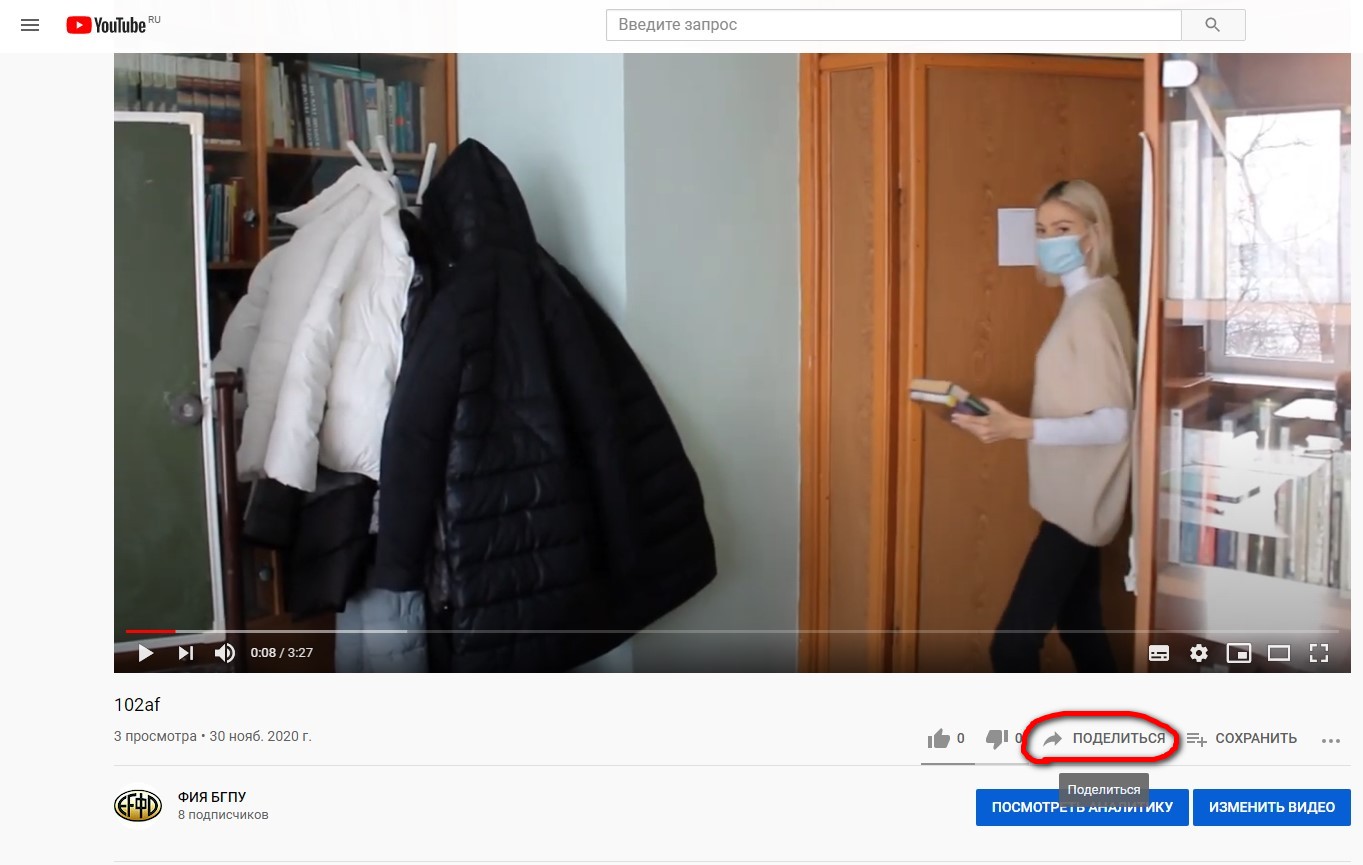 YouTube RU
Введите запрос
0:08 / 3:27
102af
3 просмотра • 30 нояб. 2020 г.
0
0
ПОДЕЛИТЬСЯ
СОХРАНИТЬ
Поделиться
ФИЯ БГПУ
8 подписчиков
ПОСМОТРЕТЬ АНАЛИТИКУ
ИЗМЕНИТЬ ВИДЕО